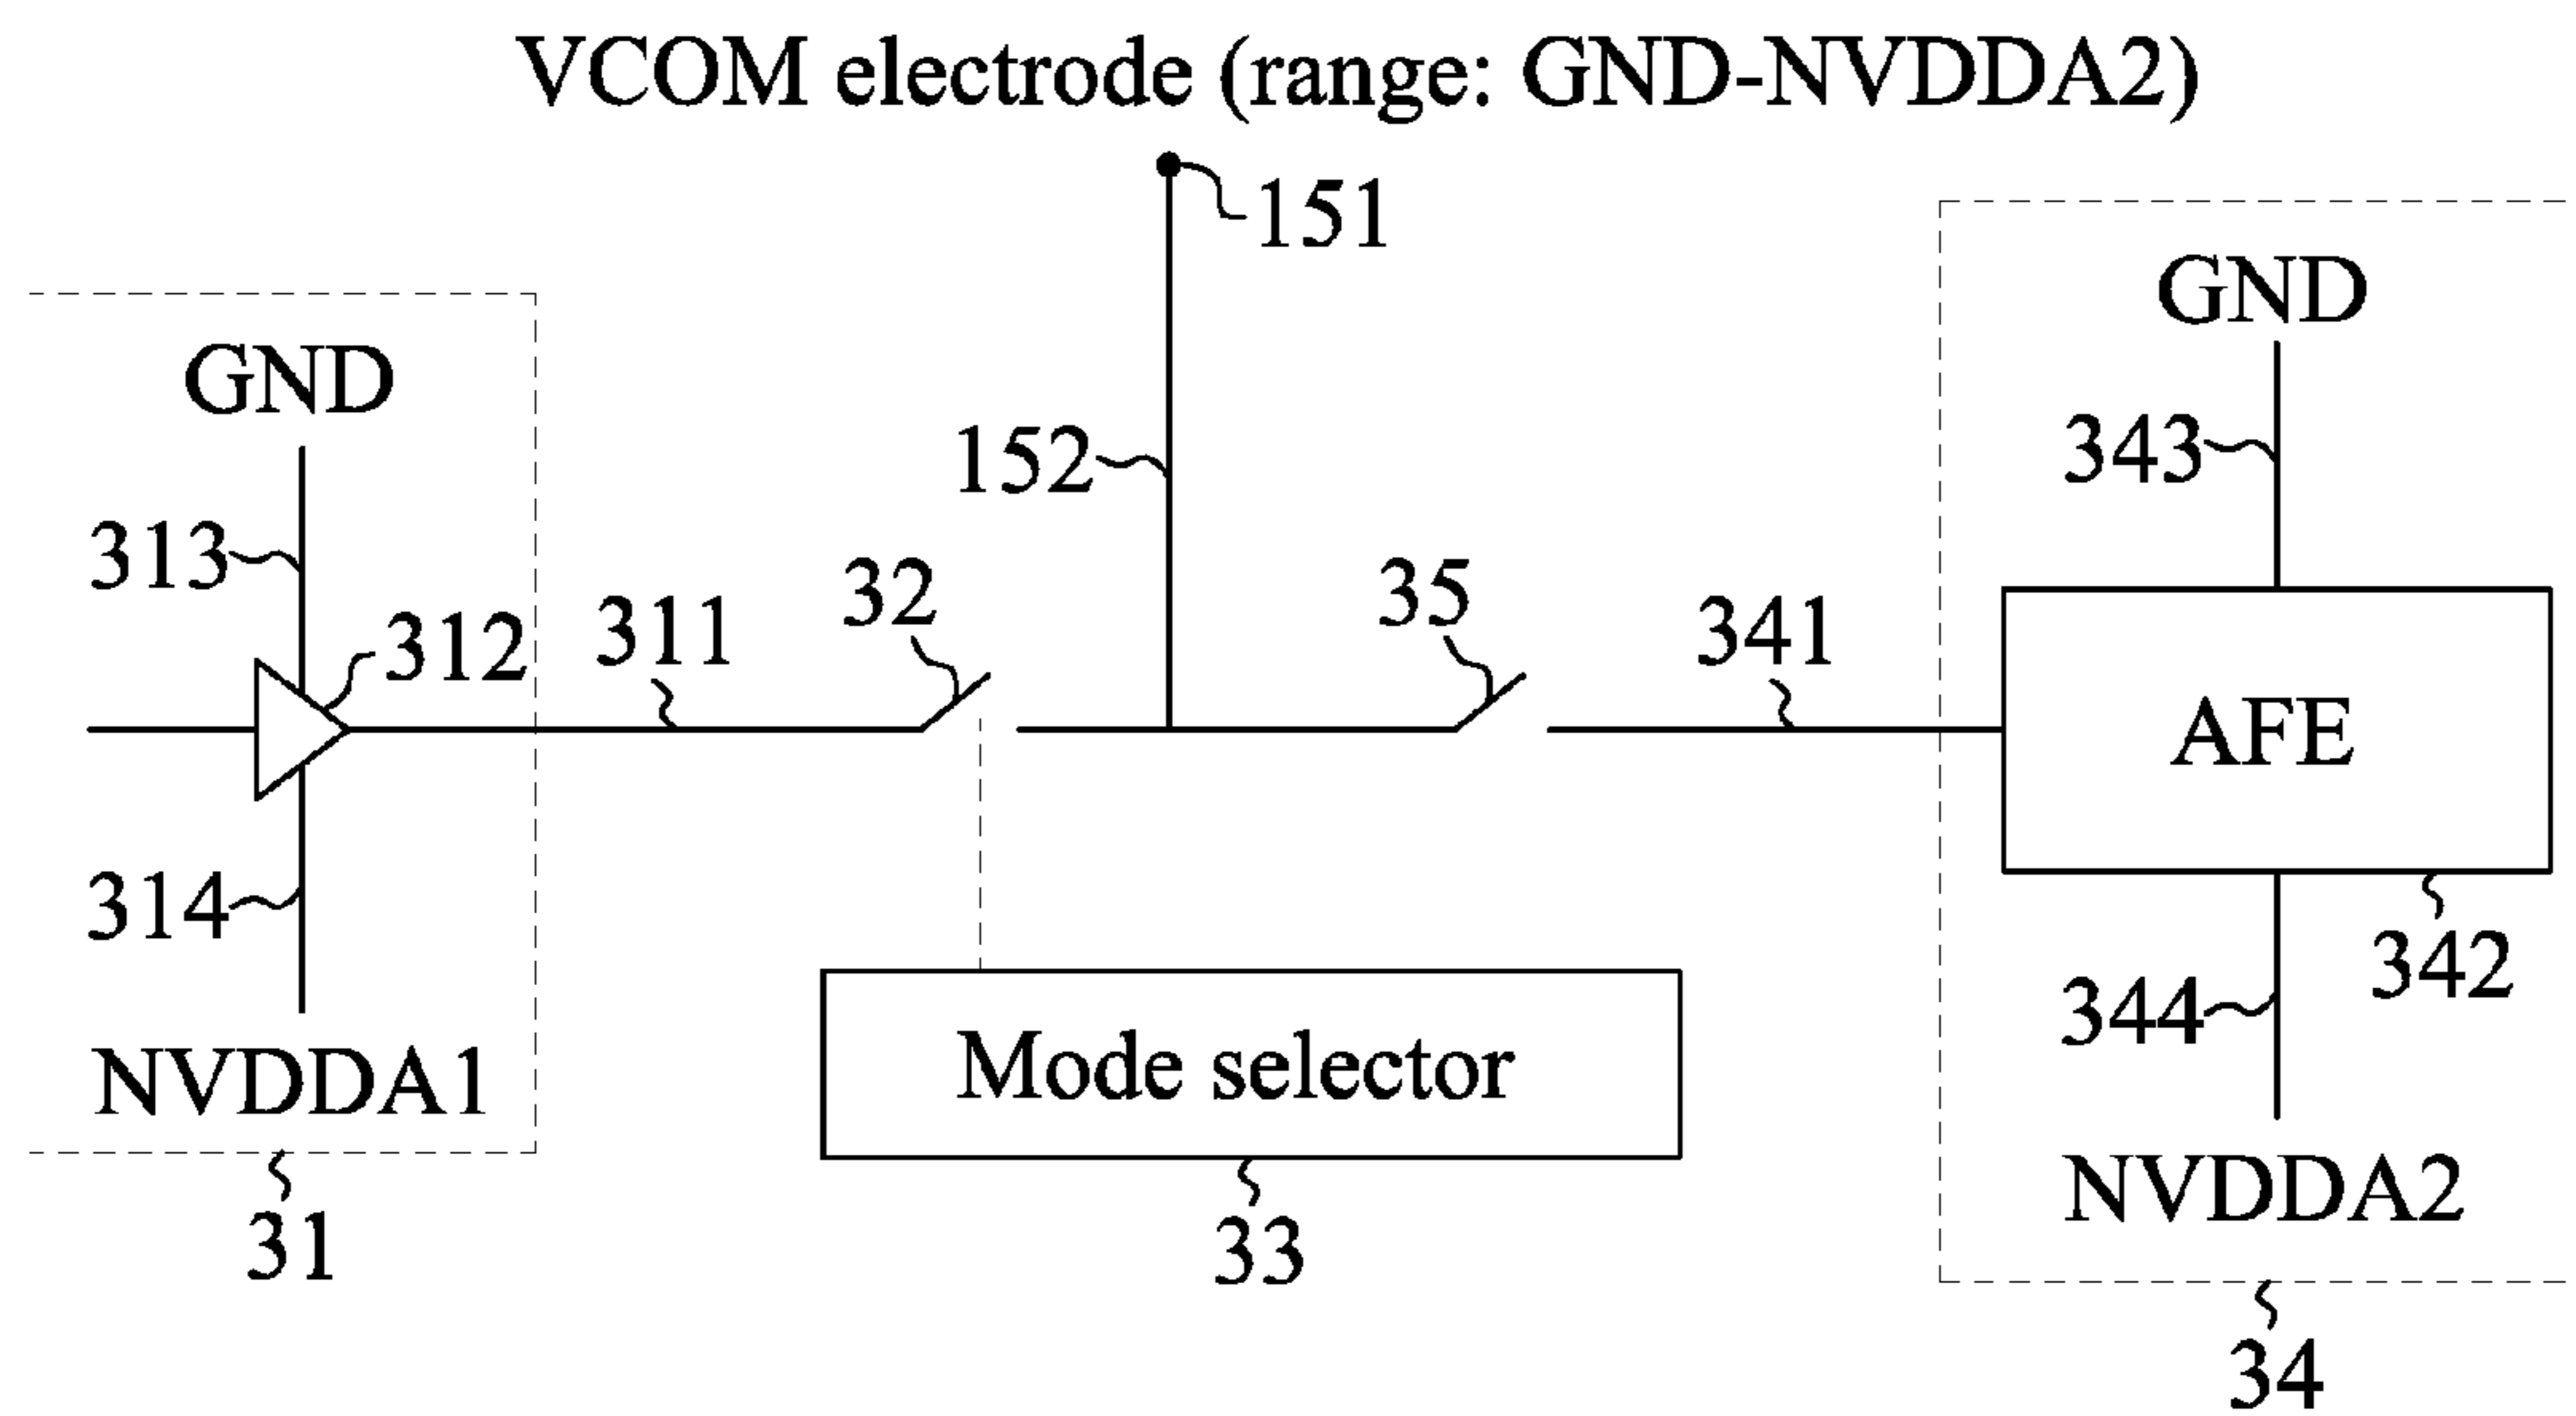 VCOM electrode (range: GND-NVDDA2)
151
GND
GND
152
343
313
32
35
311
341
312
AFE
314
342
344
NVDDA1
Mode selector
NVDDA2
31
33
34